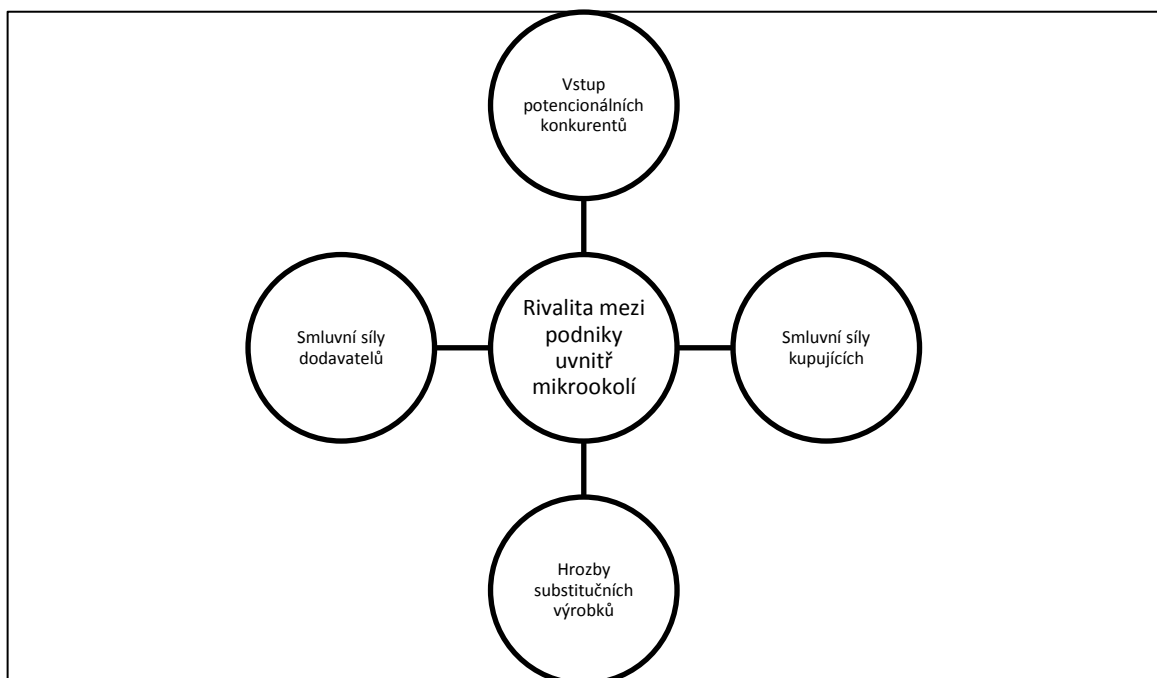 Vstup
potencionálních
konkurentů
Smluvní síly
dodavatelů
Rivalita mezi
podniky
uvnitř
mikrookolí
Smluvní síly
kupujících
Hrozby
substitučních
výrobků